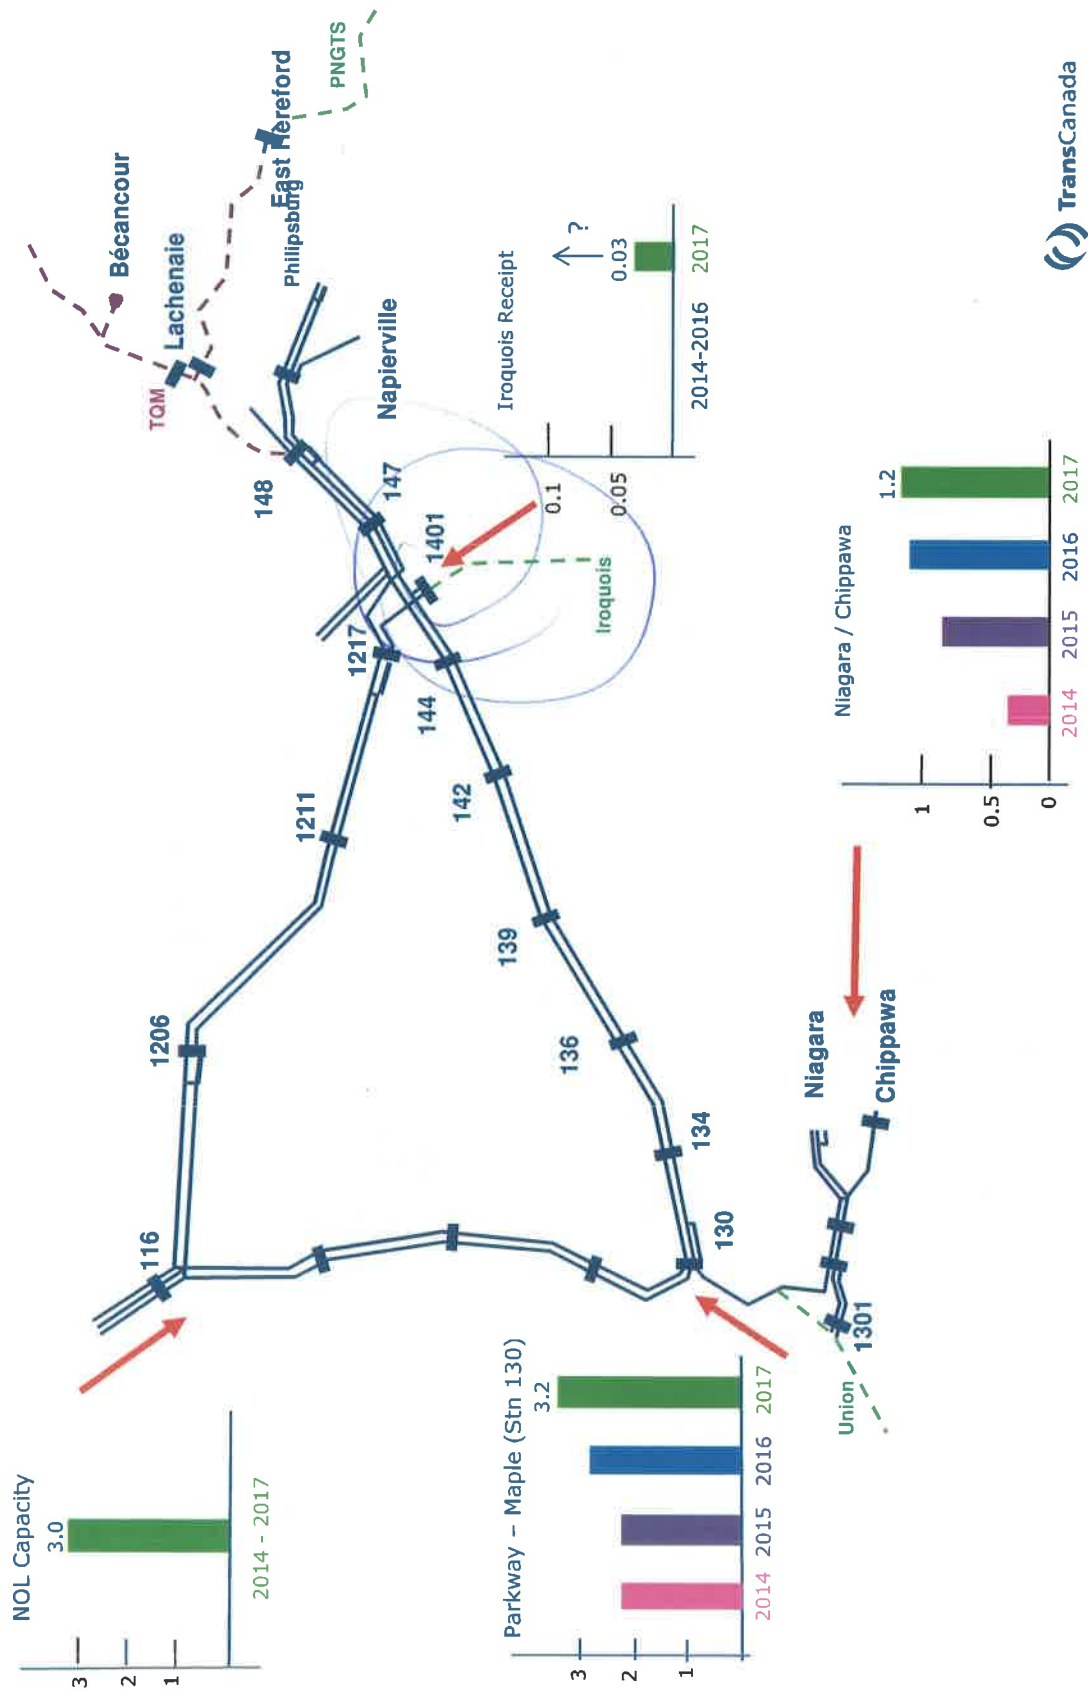 NOL Capacity
3.0
3
2
1
2014 - 2017
Parkway – Maple (Stn 130)
3.2
3
2
1
2014
2015
2016
2017
116
1206
1211
1217
148
TQM
Lachenaie
Bécancour
East Hereford
PNGTS
Philipsburg
Napierville
147
1401
Iroquois
144
142
139
136
134
130
1301
Union
Niagara
Chippawa
Iroquois Receipt
?
0.03
0.1
0.05
2014-2016
2017
Niagara / Chippawa
1.2
1
0.5
0
2014
2015
2016
2017
TransCanada